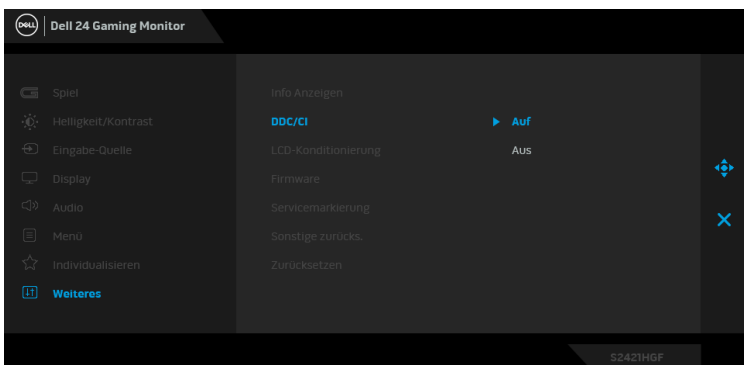 DELL Dell 24 Gaming Monitor
Spiel
Helligkeit/Kontrast
Eingabe-Quelle
Display
Audio
Menü
Individualisieren
Weiteres
Info Anzeigen
DDC/CI
LCD-Konditionierung
Firmware
Servicemarkierung
Sonstige zurücks.
Zurücksetzen
Auf
Aus
S2421HGF